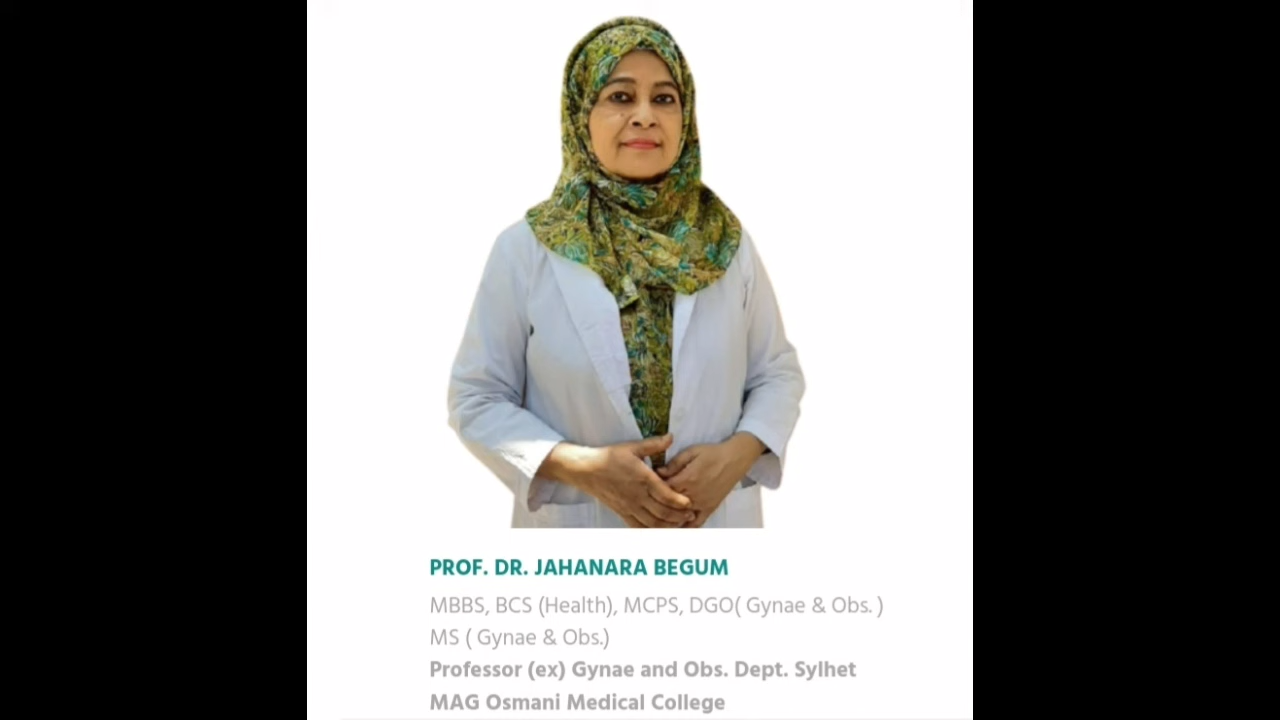 PROF. DR. JAHANARA BEGUM
MBBS, BCS (Health), MCPS, DGO( Gynae & Obs. )
MS ( Gynae & Obs.)
Professor (ex) Gynae and Obs. Dept. Sylhet
MAG Osmani Medical College